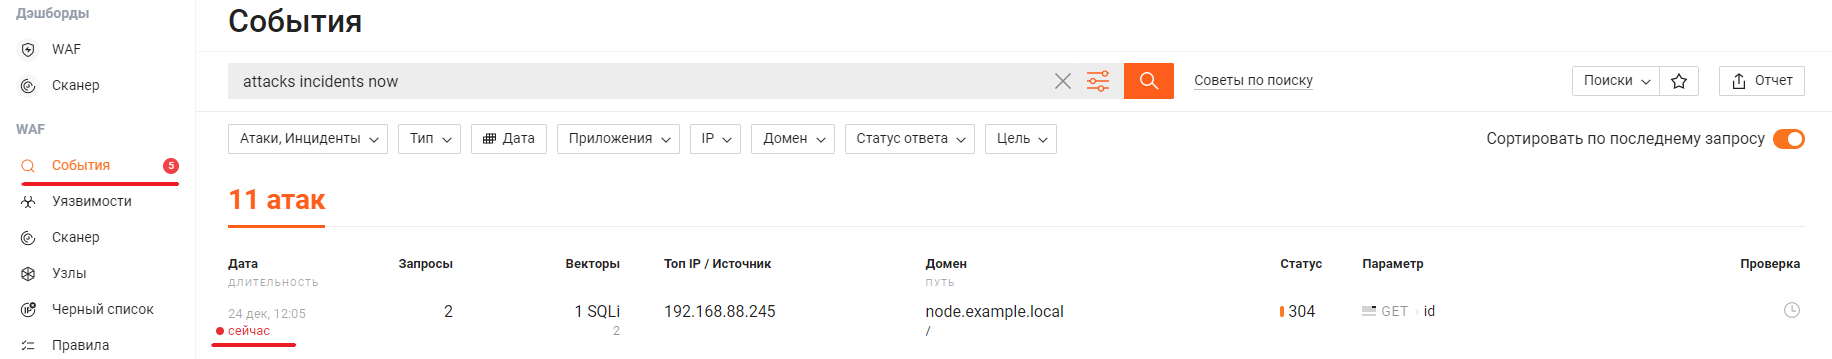 Дэшборды
WAF
Сканер
WAF
События 5
Уязвимости
Сканер
Узлы
Черный список
Правила
События
attacks incidents now
Советы по поиску
Поиски
Отчет
Атаки, Инциденты
Тип
Дата
Приложения
IP
Домен
Статус ответа
Цель
Сортировать по последнему запросу
11 атак
Дата Запросы Векторы Топ IP / Источник Домен Статус Параметр Проверка
ДЛИТЕЛЬНОСТЬ ПУТЬ
24 дек, 12:05 2 1 SQLi 192.168.88.245 node.example.local 304 GET id
сейчас 2 /